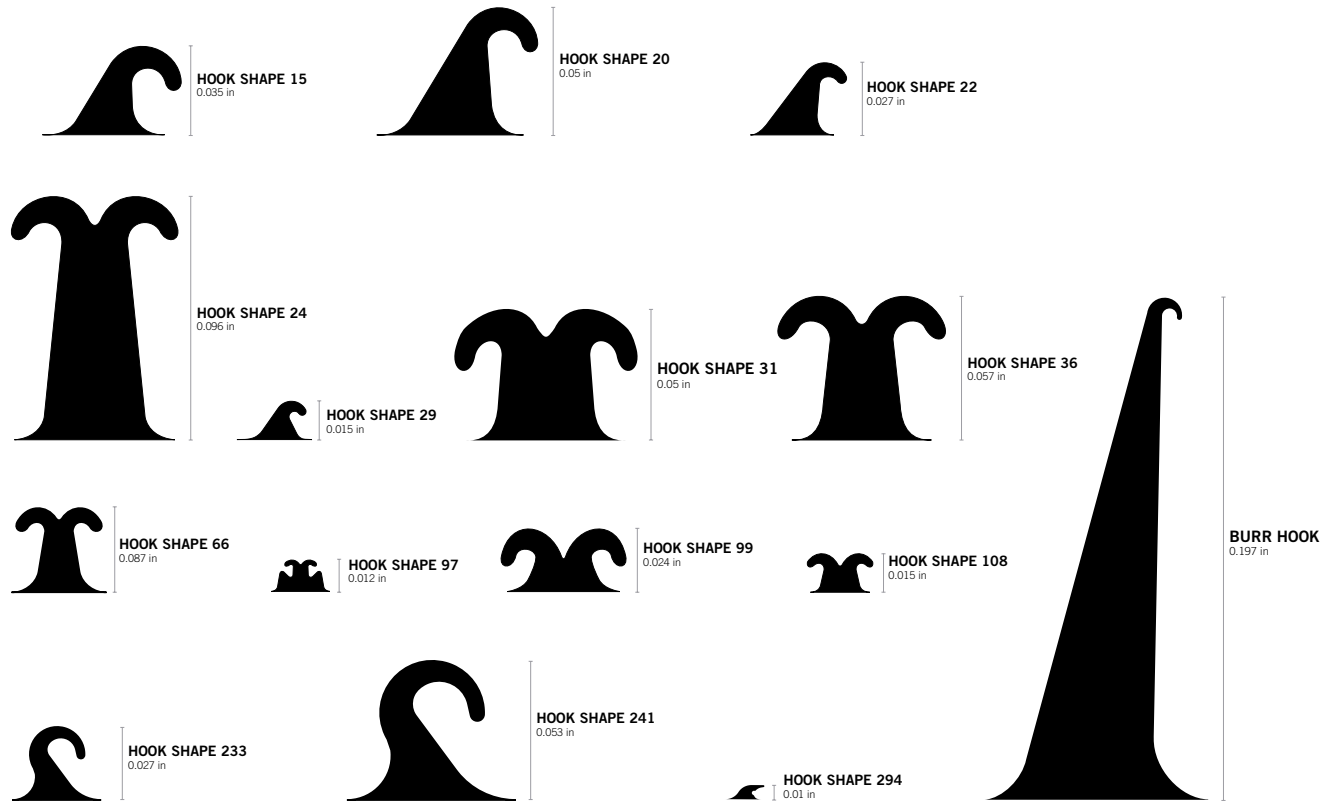 HOOK SHAPE 15
0.035 in
HOOK SHAPE 20
0.05 in
HOOK SHAPE 22
0.027 in
HOOK SHAPE 24
0.096 in
HOOK SHAPE 29
0.015 in
HOOK SHAPE 31
0.05 in
HOOK SHAPE 36
0.057 in
HOOK SHAPE 66
0.087 in
HOOK SHAPE 97
0.012 in
HOOK SHAPE 99
0.024 in
HOOK SHAPE 108
0.015 in
BURR HOOK
0.197 in
HOOK SHAPE 233
0.027 in
HOOK SHAPE 241
0.053 in
HOOK SHAPE 294
0.01 in